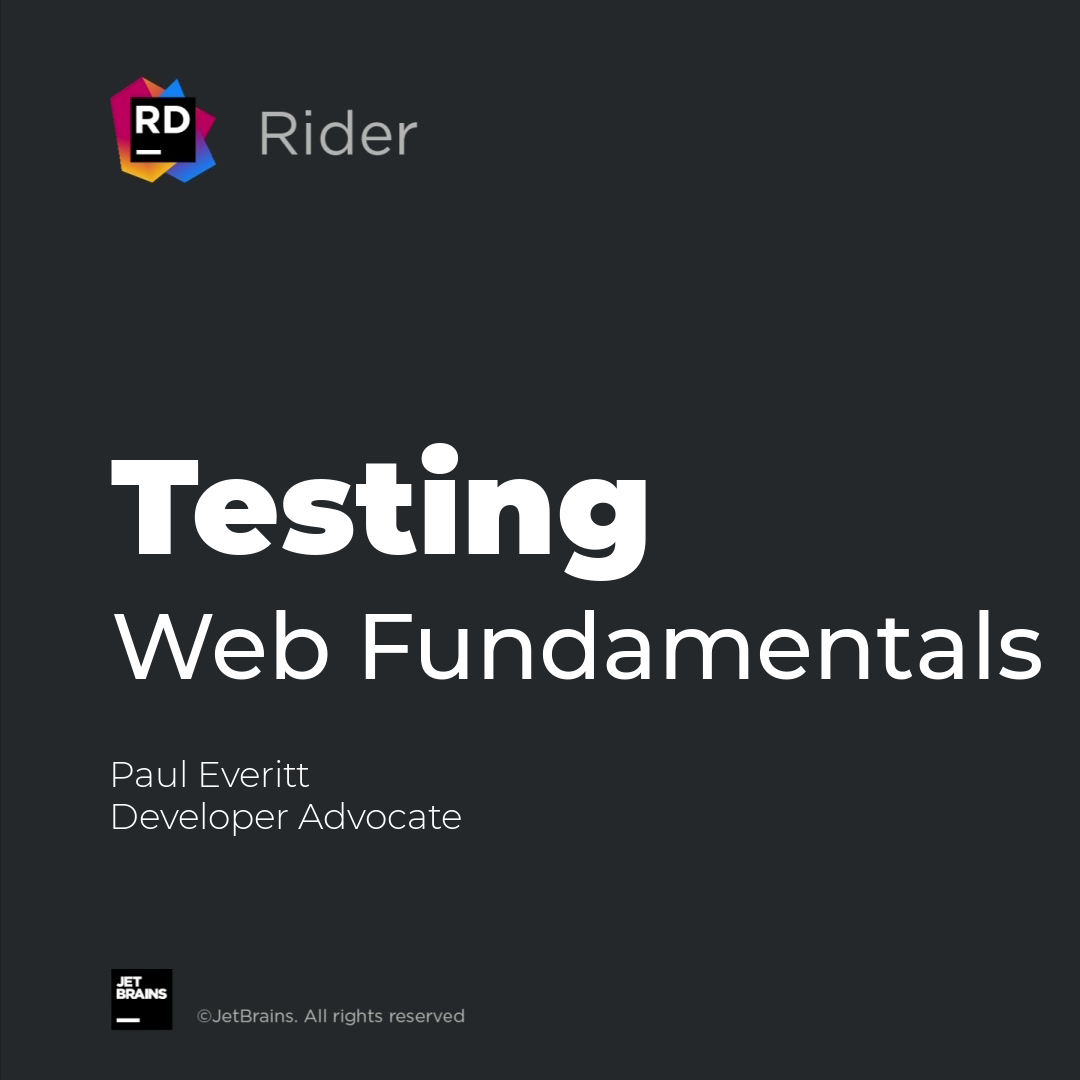 RD
Rider
Testing
Web Fundamentals
Paul Everitt
Developer Advocate
JET
BRAINS
©JetBrains. All rights reserved